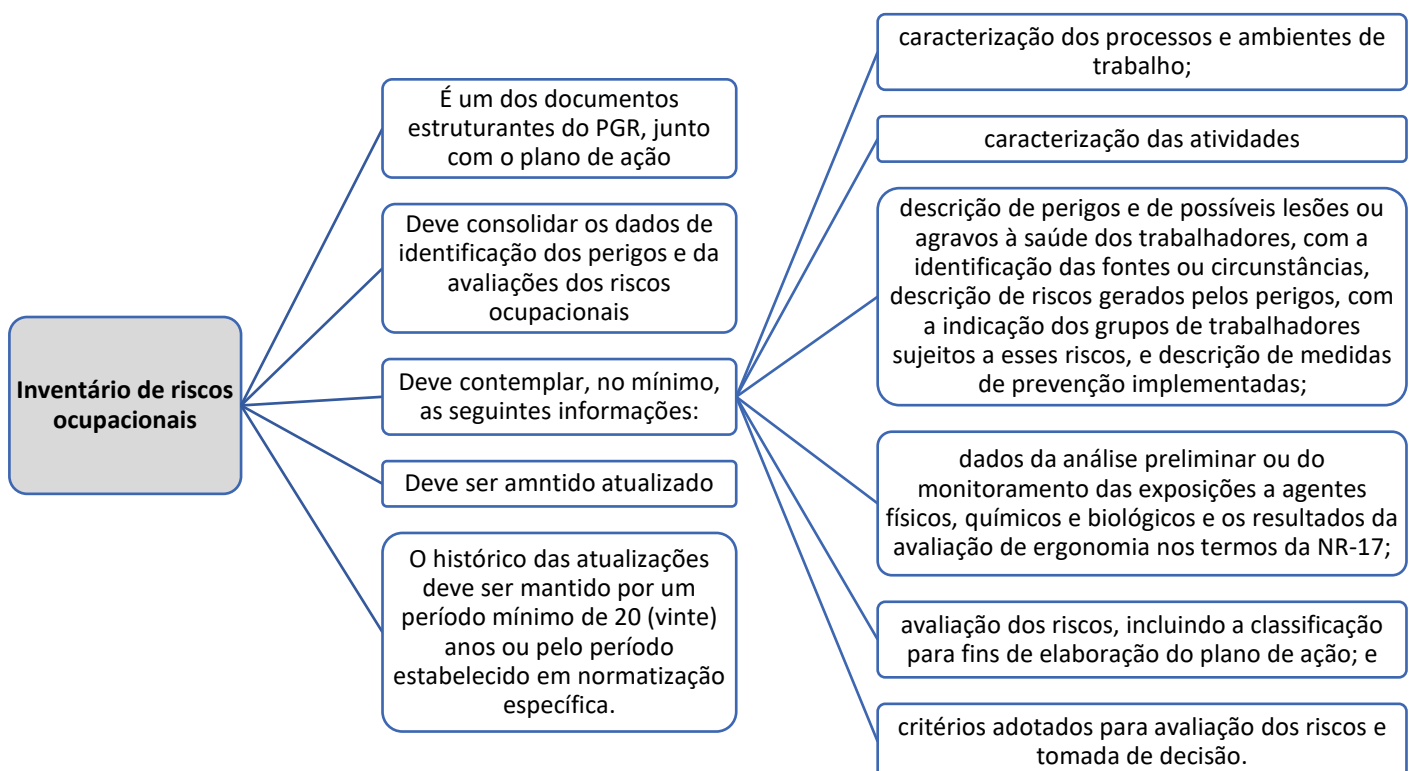 Inventário de riscos
ocupacionais
É um dos documentos
estruturantes do PGR, junto
com o plano de ação
Deve consolidar os dados de
identificação dos perigos e da
avaliações dos riscos
ocupacionais
Deve contemplar, no mínimo,
as seguintes informações:
Deve ser amntido atualizado
O histórico das atualizações
deve ser mantido por um
período mínimo de 20 (vinte)
anos ou pelo período
estabelecido em normatização
específica.
caracterização dos processos e ambientes de
trabalho;
caracterização das atividades
descrição de perigos e de possíveis lesões ou
agravos à saúde dos trabalhadores, com a
identificação das fontes ou circunstâncias,
descrição de riscos gerados pelos perigos, com
a indicação dos grupos de trabalhadores
sujeitos a esses riscos, e descrição de medidas
de prevenção implementadas;
dados da análise preliminar ou do
monitoramento das exposições a agentes
físicos, químicos e biológicos e os resultados da
avaliação de ergonomia nos termos da NR-17;
avaliação dos riscos, incluindo a classificação
para fins de elaboração do plano de ação; e
critérios adotados para avaliação dos riscos e
tomada de decisão.